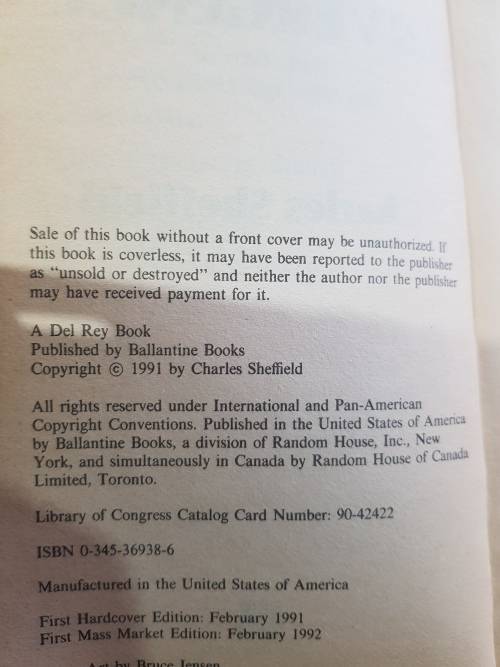 Sale of this book without a front cover may be unauthorized. If
this book is coverless, it may have been reported to the publisher
as "unsold or destroyed" and neither the author nor the publisher
may have received payment for it.
A Del Rey Book
Published by Ballantine Books
Copyright © 1991 by Charles Sheffield
All rights reserved under International and Pan-American
Copyright Conventions. Published in the United States of America
by Ballantine Books, a division of Random House, Inc., New
York, and simultaneously in Canada by Random House of Canada
Limited, Toronto.
Library of Congress Catalog Card Number: 90-42422
ISBN 0-345-36938-6
Manufactured in the United States of America
First Hardcover Edition: February 1991
First Mass Market Edition: February 1992
Art by Bruce Jensen